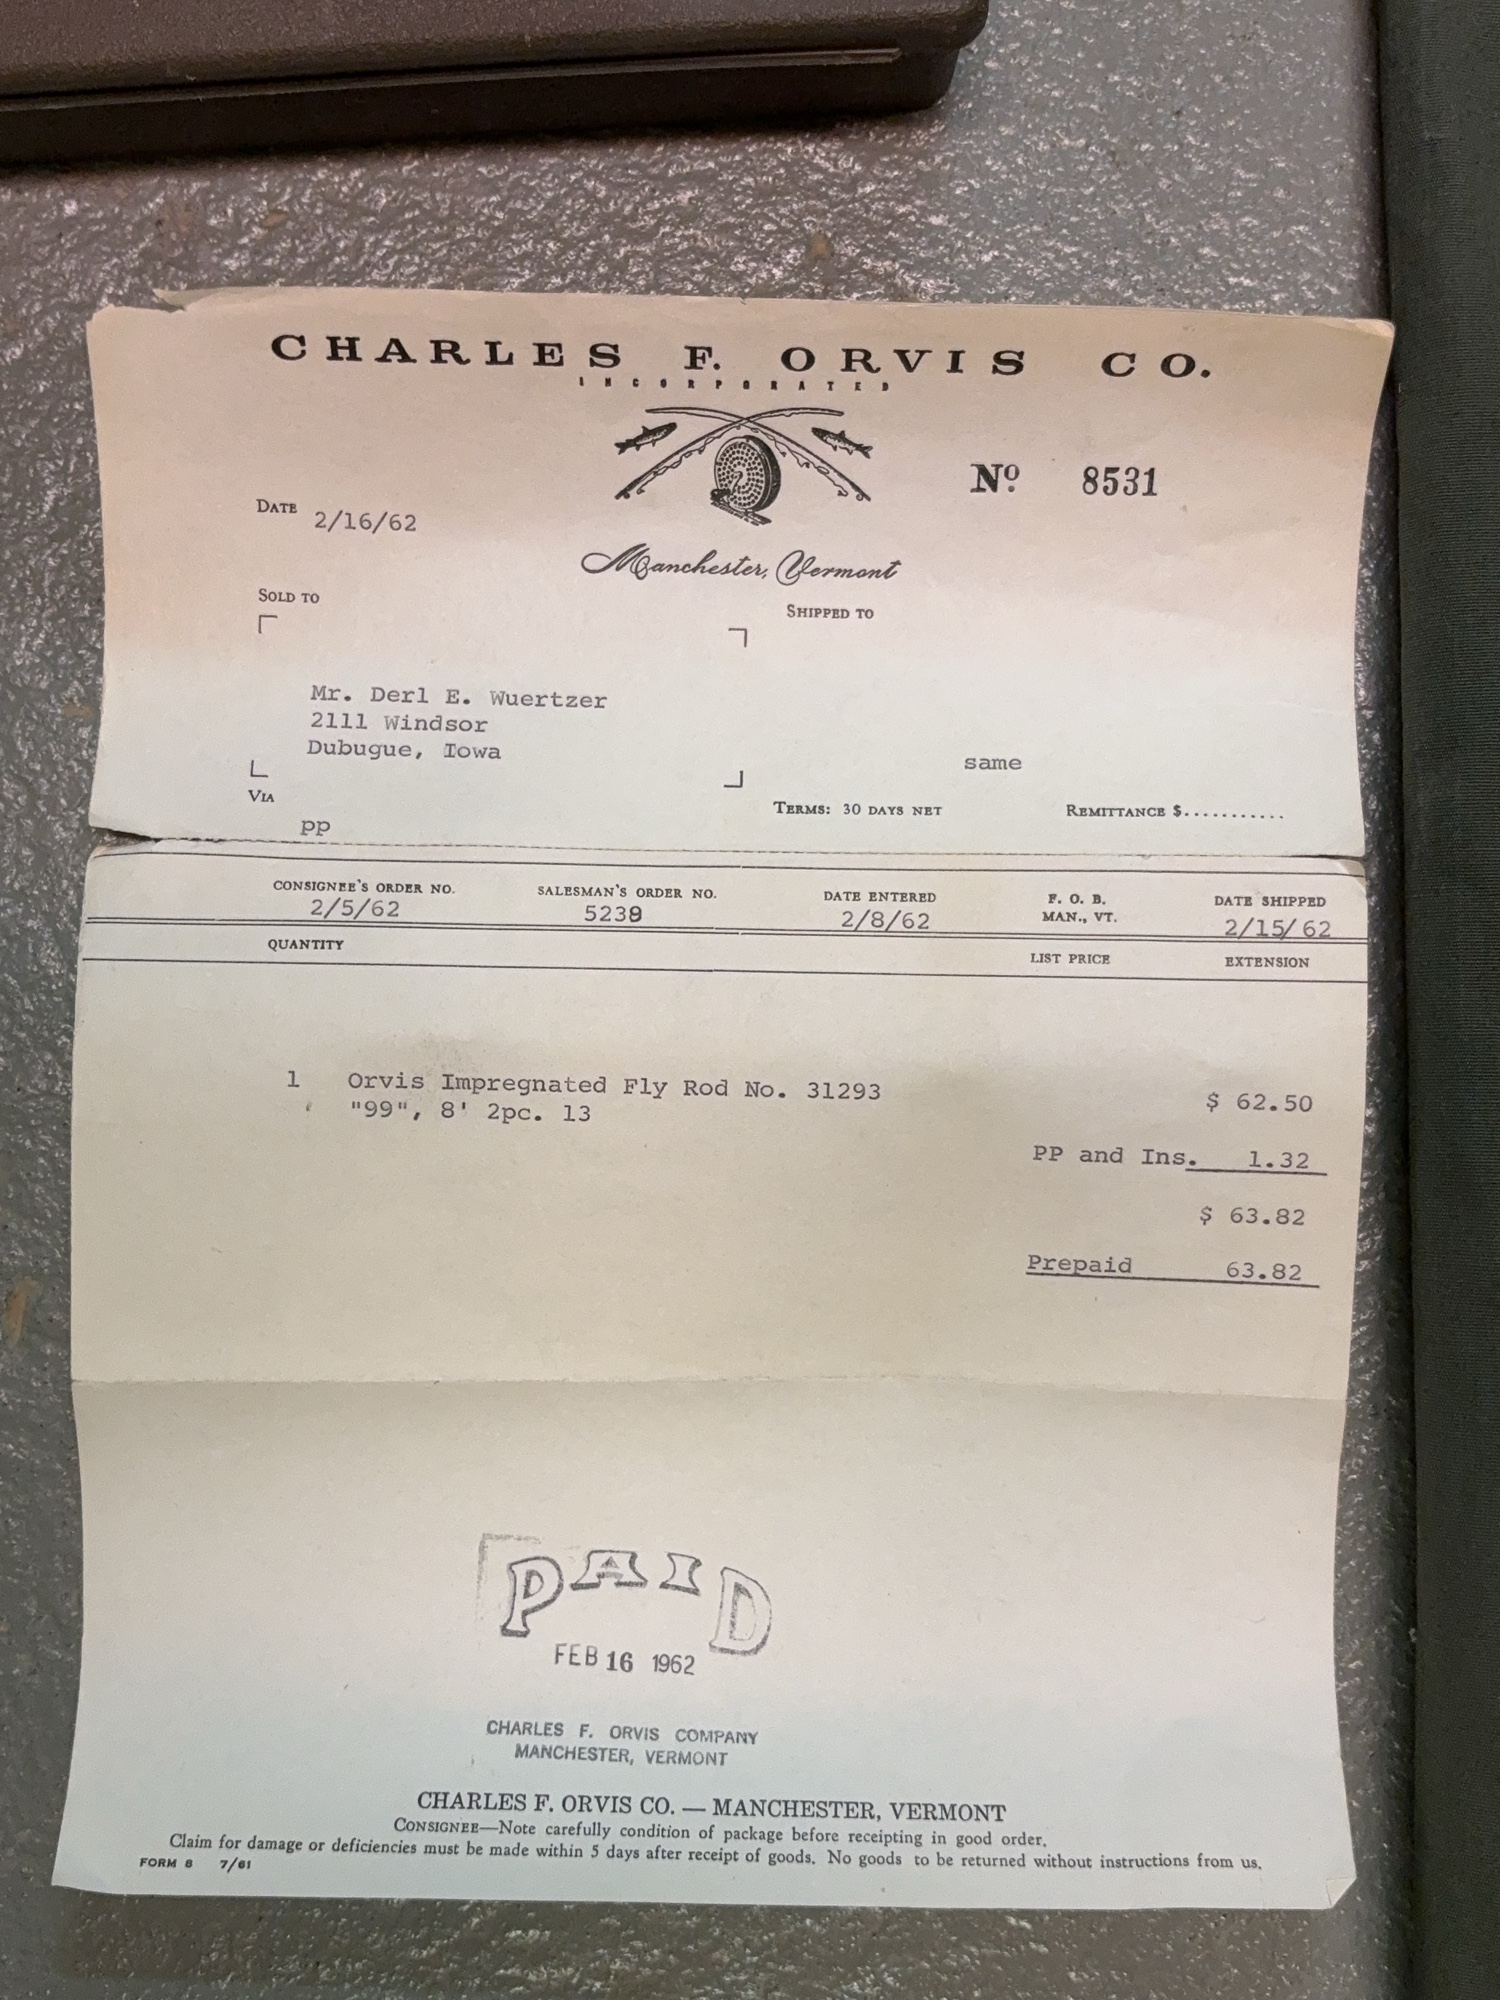 CHARLES F. ORVIS CO.
INCORPORATED
Nº 8531
DATE 2/16/62
Manchester, Vermont
SOLD TO
SHIPPED TO
Mr. Derl E. Wuertzer
2111 Windsor
Dubugue, Iowa
same
VIA
TERMS: 30 DAYS NET REMITTANCE $...........
pp
CONSIGNEE'S ORDER NO. SALESMAN'S ORDER NO. DATE ENTERED F. O. B. DATE SHIPPED
2/5/62 5239 2/8/62 MAN., VT. 2/15/62
QUANTITY LIST PRICE EXTENSION
1 Orvis Impregnated Fly Rod No. 31293 $ 62.50
"99", 8' 2pc. 13
PP and Ins. 1.32
$ 63.82
Prepaid 63.82
PAID
FEB 16 1962
CHARLES F. ORVIS COMPANY
MANCHESTER, VERMONT
CHARLES F. ORVIS CO. — MANCHESTER, VERMONT
CONSIGNEE—Note carefully condition of package before receipting in good order.
Claim for damage or deficiencies must be made within 5 days after receipt of goods. No goods to be returned without instructions from us.
FORM 8 7/61